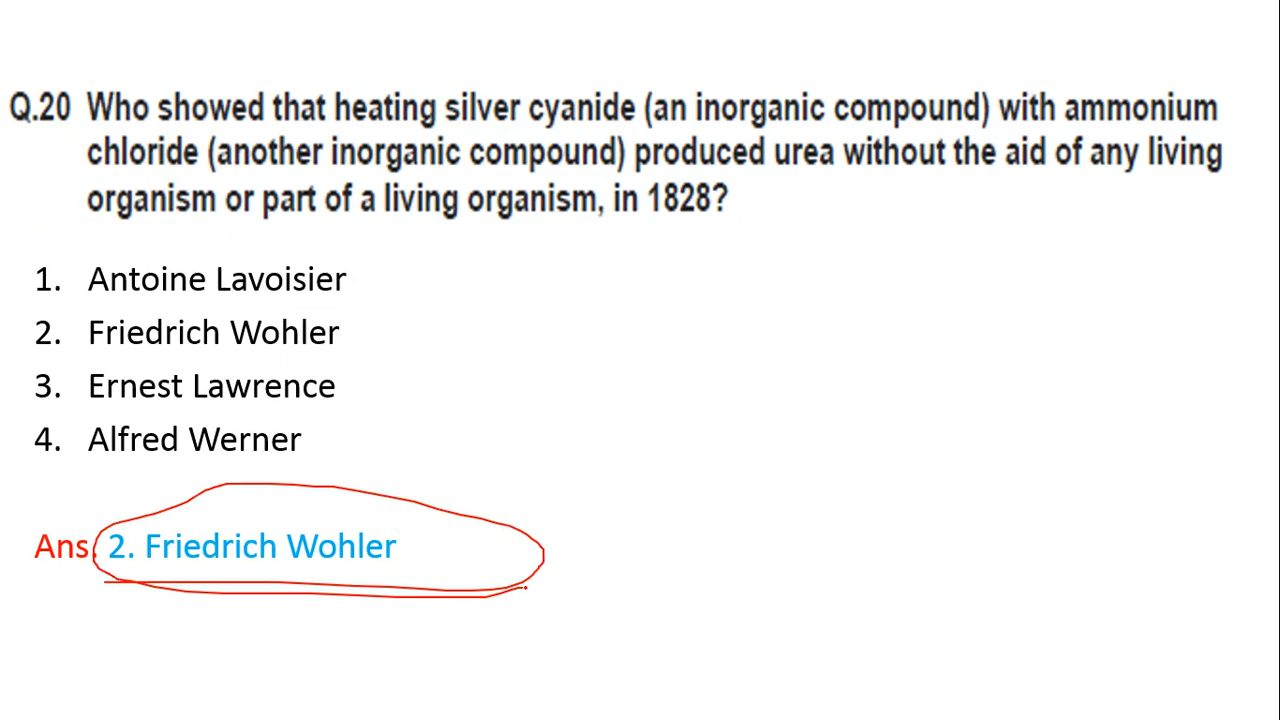 Q.20 Who showed that heating silver cyanide (an inorganic compound) with ammonium
chloride (another inorganic compound) produced urea without the aid of any living
organism or part of a living organism, in 1828?
1. Antoine Lavoisier
2. Friedrich Wohler
3. Ernest Lawrence
4. Alfred Werner
Ans. 2. Friedrich Wohler